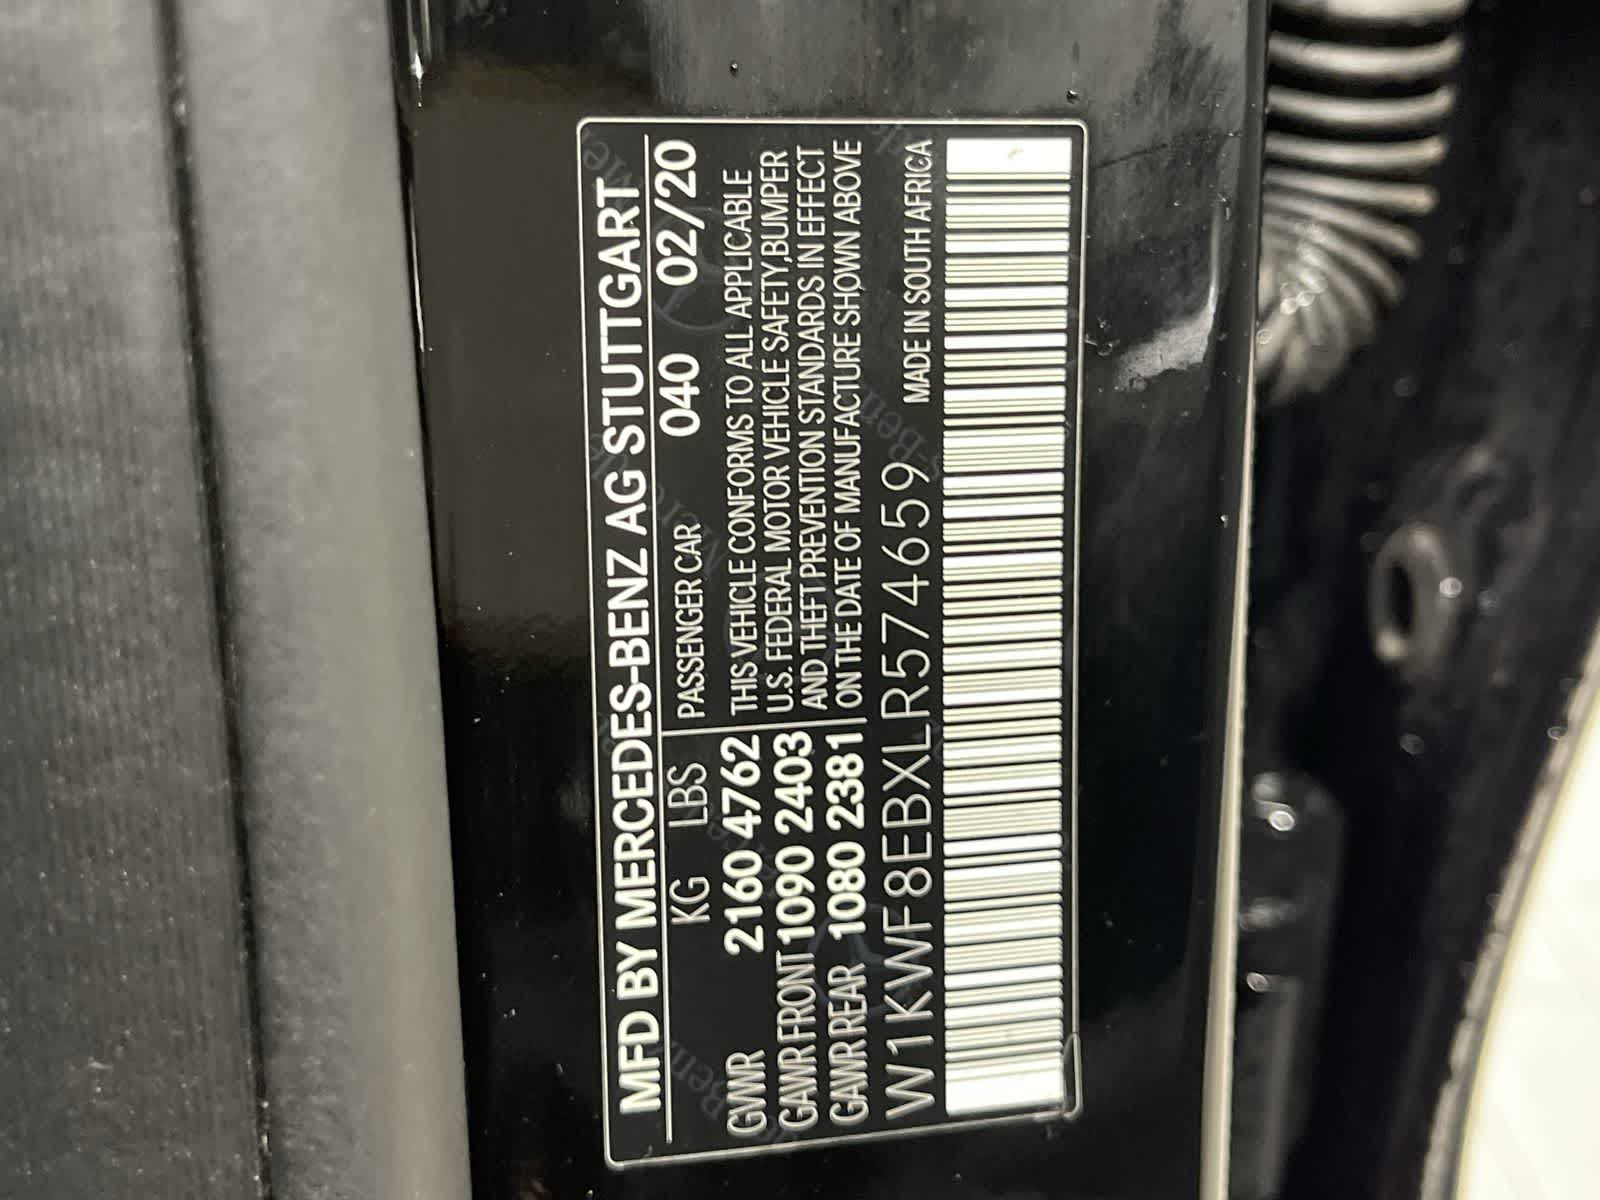 MFD BY MERCEDES-BENZ AG STUTTGART
KG LBS PASSENGER CAR 040 02/20
GWWR 2160 4762 THIS VEHICLE CONFORMS TO ALL APPLICABLE
GAWR FRONT 1090 2403 U.S. FEDERAL MOTOR VEHICLE SAFETY,BUMPER
AND THEFT PREVENTION STANDARDS IN EFFECT
GAWR REAR 1080 2381 ON THE DATE OF MANUFACTURE SHOWN ABOVE
W1KWF8EBXLR574659 MADE IN SOUTH AFRICA